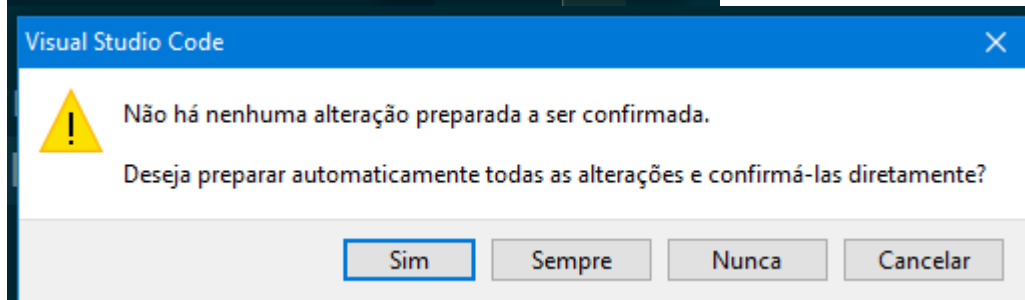 Visual Studio Code
Não há nenhuma alteração preparada a ser confirmada.
Deseja preparar automaticamente todas as alterações e confirmá-las diretamente?
Sim Sempre Nunca Cancelar